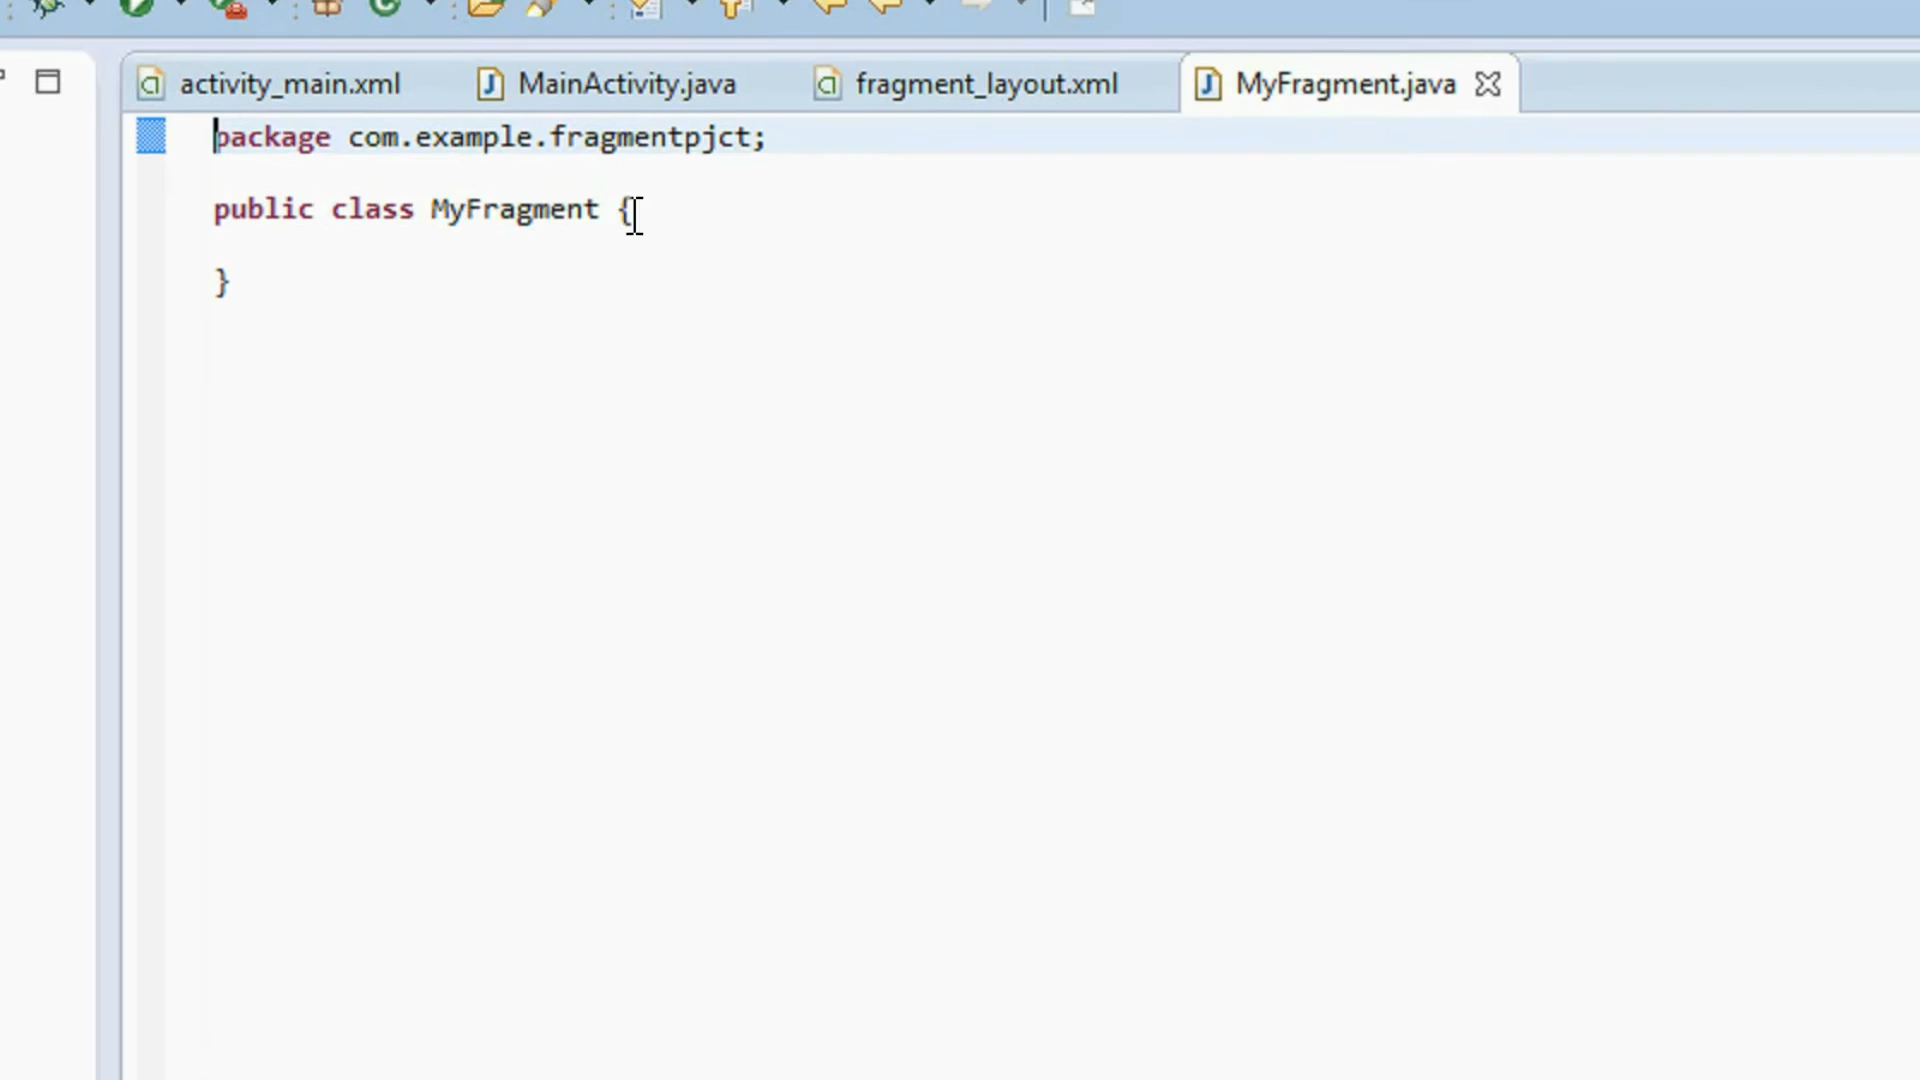 activity_main.xml MainActivity.java fragment_layout.xml MyFragment.java
package com.example.fragmentpjct;
public class MyFragment {
}